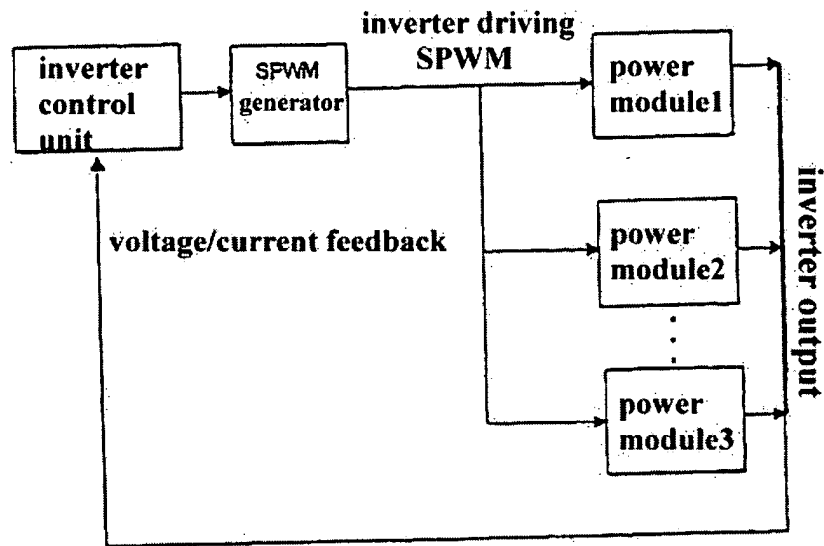 inverter driving
SPWM
inverter
control
unit
SPWM
generator
power
module1
voltage/current feedback
power
module2
power
module3
inverter output